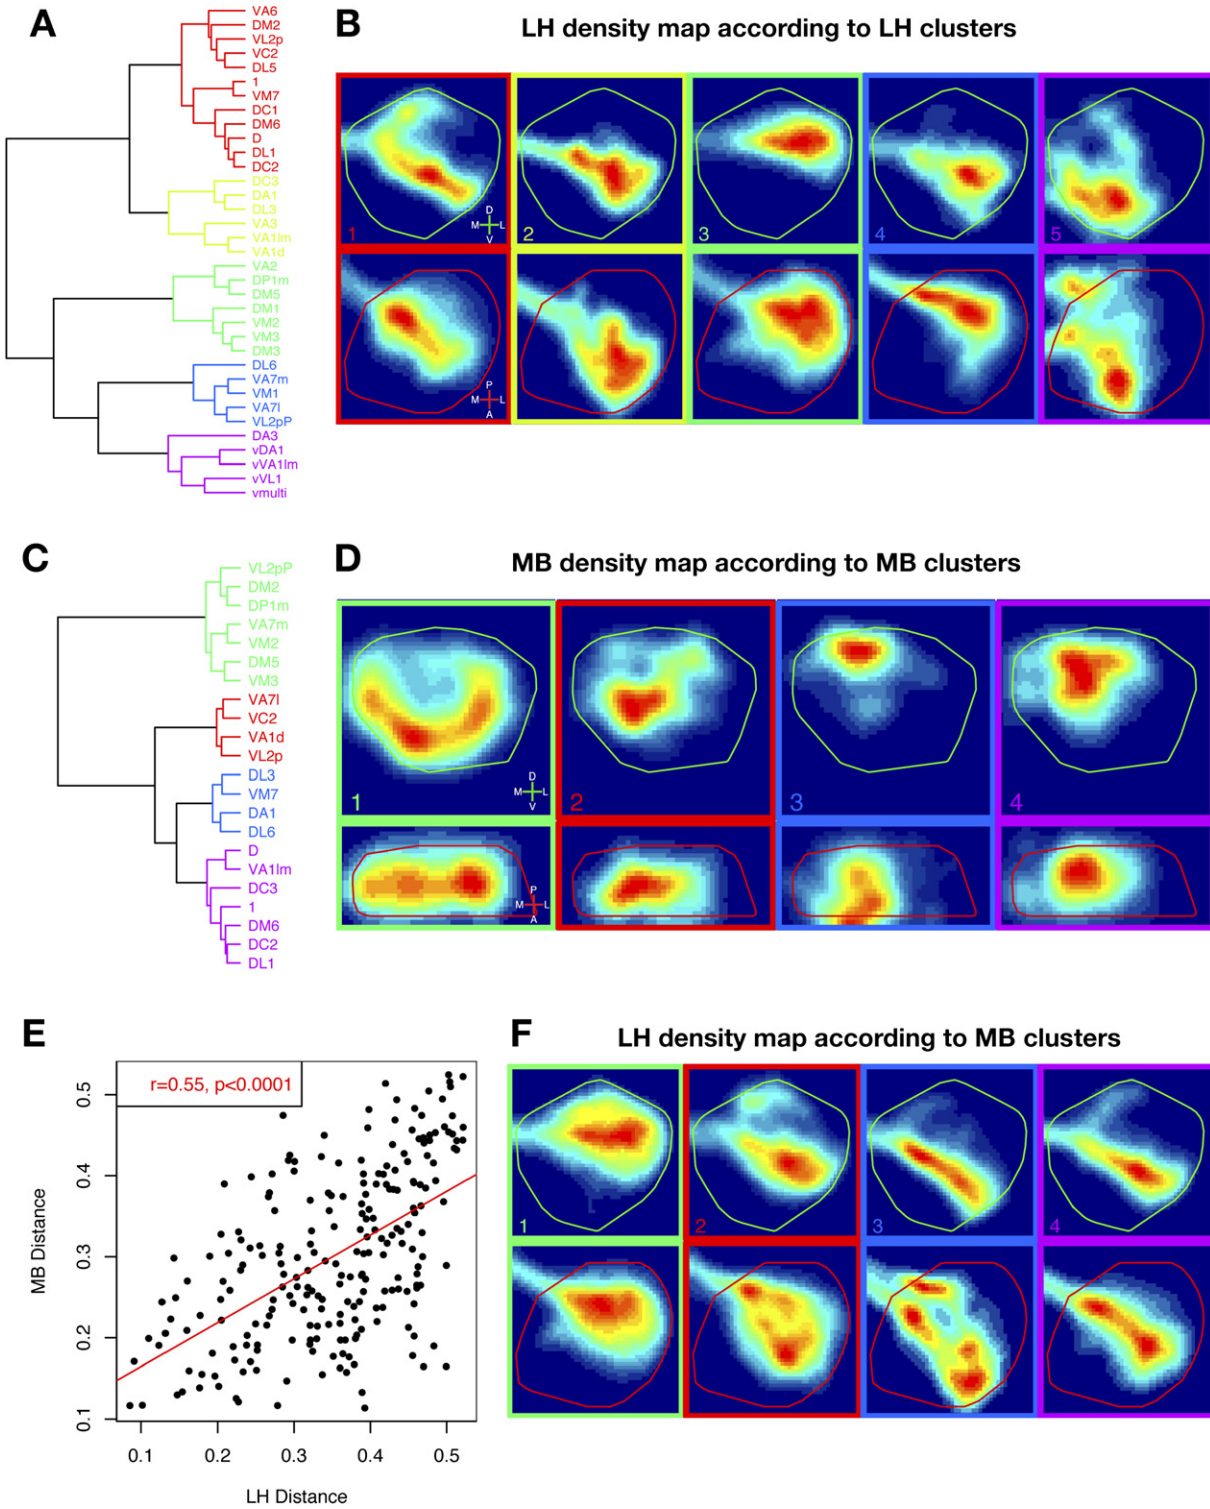 A
VA6
DM2
VL2p
VC2
DL5
1
VM7
DC1
DM6
D
DL1
DC2
DC3
DA1
DL3
VA3
VA1lm
VA1d
VA2
DP1m
DM5
DM1
VM2
VM3
DM3
DL6
VA7m
VM1
VA7l
VL2pP
DA3
vDA1
vVA1lm
vVL1
vmulti
B
LH density map according to LH clusters
1
D
M L
V
2
3
4
5
P
M L
A
C
VL2pP
DM2
DP1m
VA7m
VM2
DM5
VM3
VA7l
VC2
VA1d
VL2p
DL3
VM7
DA1
DL6
D
VA1lm
DC3
1
DM6
DC2
DL1
D
MB density map according to MB clusters
1
D
M L
V
2
3
4
P
M L
A
E
r=0.55, p<0.0001
MB Distance
0.5
0.4
0.3
0.2
0.1
0.1 0.2 0.3 0.4 0.5
LH Distance
F
LH density map according to MB clusters
1
2
3
4